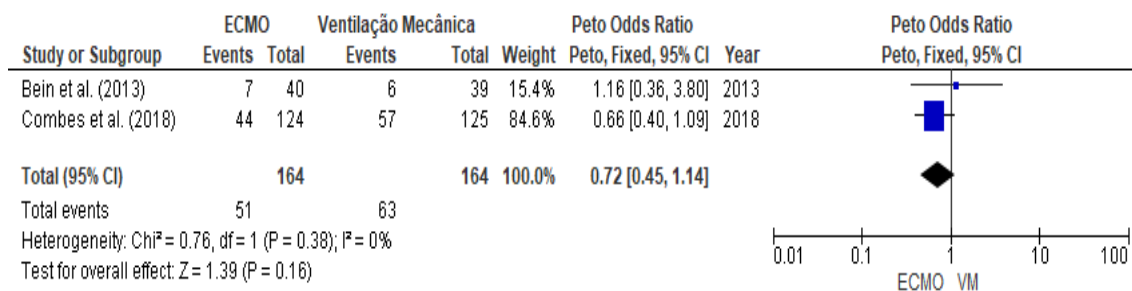 ECMO Ventilação Mecânica Peto Odds Ratio Peto Odds Ratio
Study or Subgroup Events Total Events Total Weight Peto, Fixed, 95% CI Year Peto, Fixed, 95% CI
Bein et al. (2013) 7 40 6 39 15.4% 1.16 [0.36, 3.80] 2013
Combes et al. (2018) 44 124 57 125 84.6% 0.66 [0.40, 1.09] 2018
Total (95% CI) 164 164 100.0% 0.72 [0.45, 1.14]
Total events 51 63
Heterogeneity: Chi² = 0.76, df = 1 (P = 0.38); I² = 0%
Test for overall effect: Z = 1.39 (P = 0.16)
0.01 0.1 1 10 100
ECMO VM